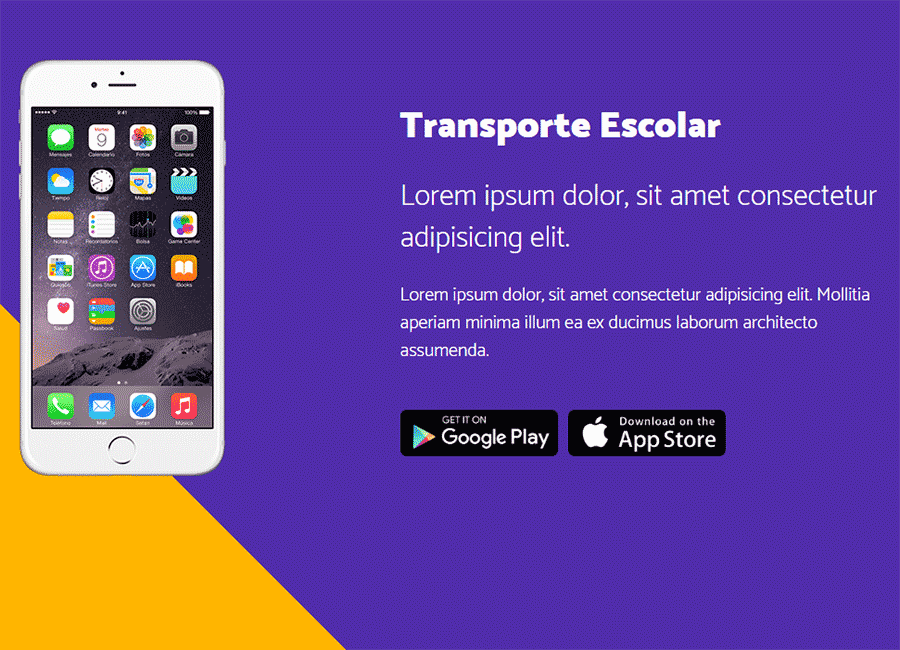 Transporte Escolar
Lorem ipsum dolor, sit amet consectetur
adipisicing elit.
Lorem ipsum dolor, sit amet consectetur adipisicing elit. Mollitia
aperiam minima illum ea ex ducimus laborum architecto
assumenda.
GET IT ON
Google Play
Download on the
App Store
9:41
100%
Martes
9
Mensajes Calendario Fotos Cámara
Tiempo Reloj Mapas Videos
Notas Recordatorios Bolsa Game Center
iTunes Store App Store iBooks
Salud Passbook Ajustes
Teléfono Mail Safari Música